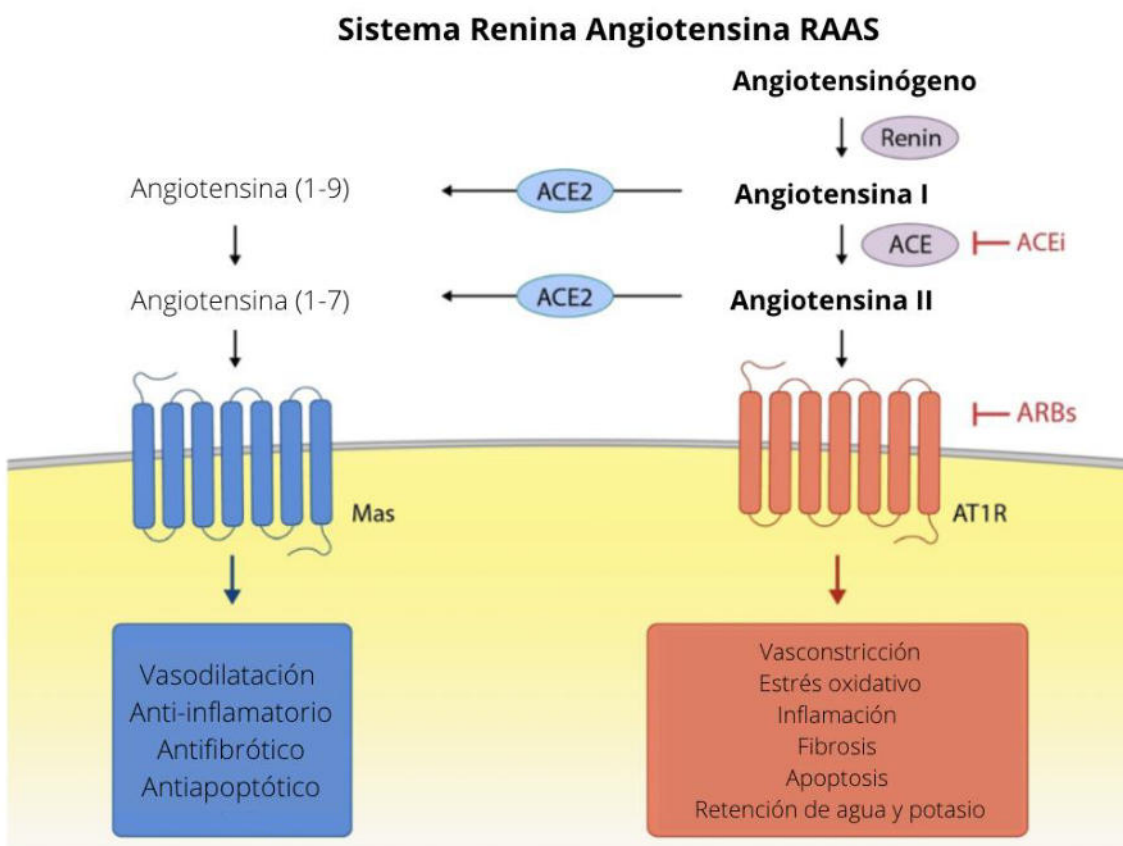 Sistema Renina Angiotensina RAAS
Angiotensinógeno
Renin
Angiotensina (1-9)
ACE2
Angiotensina I
ACE
ACEi
Angiotensina (1-7)
ACE2
Angiotensina II
ARBs
Mas
AT1R
Vasodilatación
Anti-inflamatorio
Antifibrótico
Antiapoptótico
Vasconstricción
Estrés oxidativo
Inflamación
Fibrosis
Apoptosis
Retención de agua y potasio